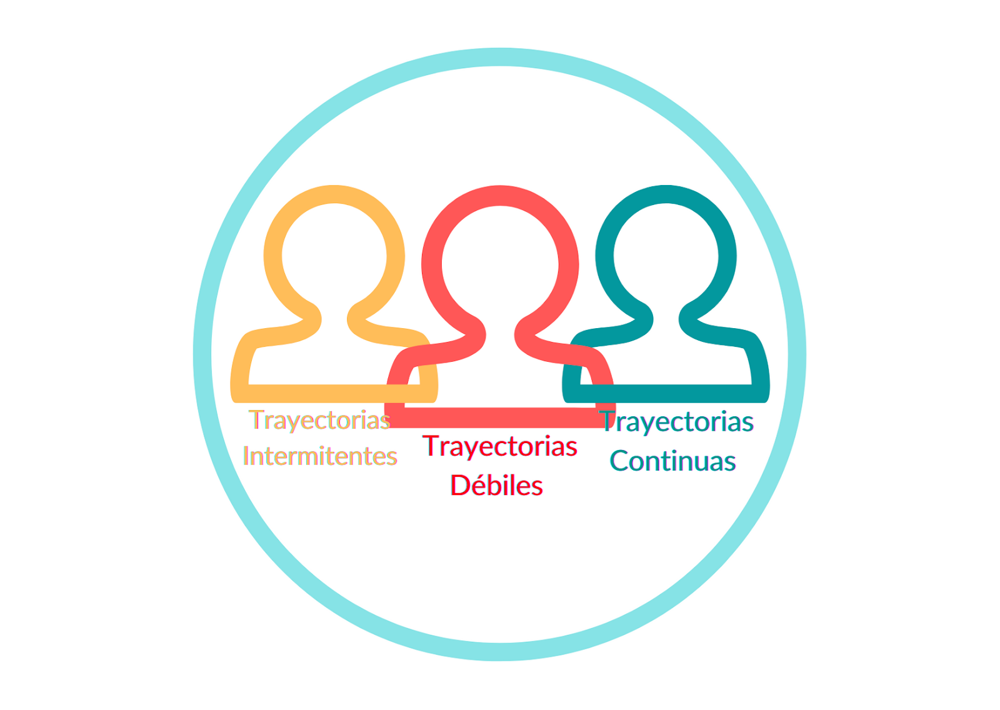 Trayectorias
Intermitentes
Trayectorias
Débiles
Trayectorias
Continuas